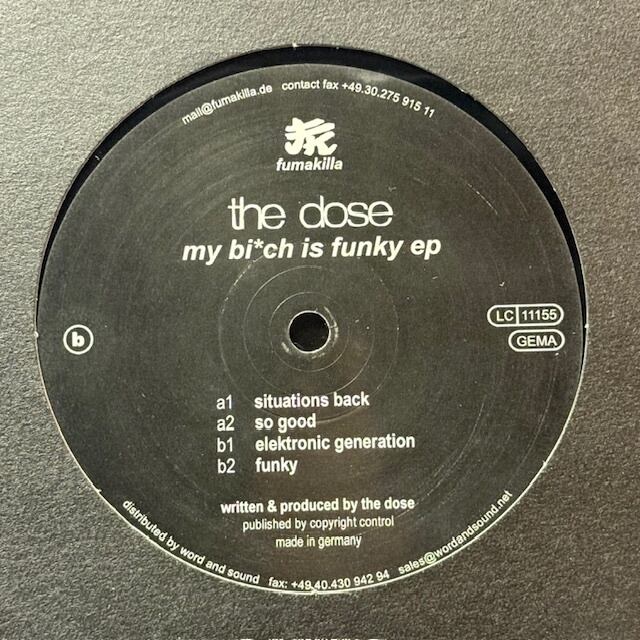 mail@fumakilla.de contact fax +49.30.275 915 11
fumakilla
the dose
my bi*ch is funky ep
LC 11155
GEMA
b
a1 situations back
a2 so good
b1 elektronic generation
b2 funky
written & produced by the dose
published by copyright control
made in germany
distributed by word and sound fax: +49.40.430 942 94 sales@wordandsound.net